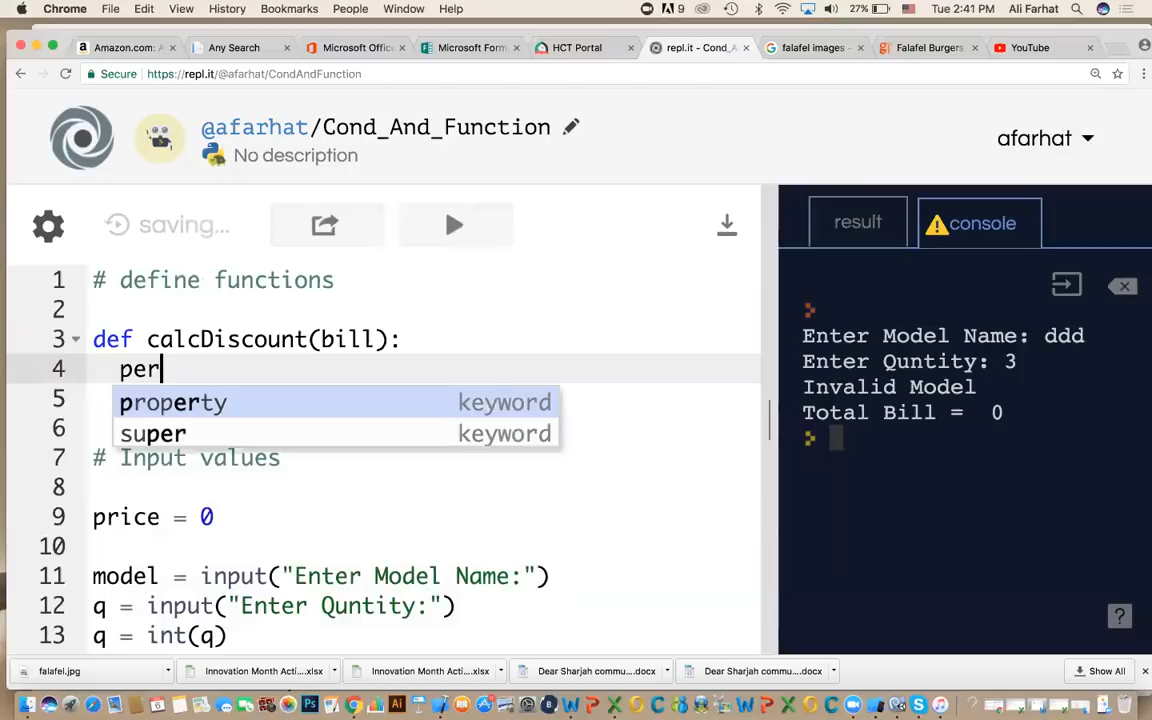 Chrome File Edit View History Bookmarks People Window Help 9 27% Tue 2:41 PM Ali Farhat
Amazon.com: A Any Search Microsoft Offic Microsoft Form HCT Portal repl.it - Cond_A falafel images - Falafel Burgers YouTube
Secure https://repl.it/@afarhat/CondAndFunction
@afarhat/Cond_And_Function
No description
afarhat
saving...
result console
1 # define functions
2
3 def calcDiscount(bill):
4 per
property keyword
super keyword
5
6
7 # Input values
8
9 price = 0
10
11 model = input("Enter Model Name:")
12 q = input("Enter Quntity:")
13 q = int(q)
Enter Model Name: ddd
Enter Quntity: 3
Invalid Model
Total Bill = 0
?
falafel.jpg Innovation Month Acti....xlsx Innovation Month Acti....xlsx Dear Sharjah commu....docx Dear Sharjah commu....docx Show All